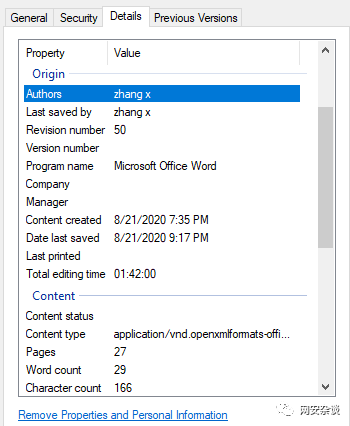 General Security Details Previous Versions
Property Value
Origin
Authors zhang x
Last saved by zhang x
Revision number 50
Version number
Program name Microsoft Office Word
Company
Manager
Content created 8/21/2020 7:35 PM
Date last saved 8/21/2020 9:17 PM
Last printed
Total editing time 01:42:00
Content
Content status
Content type application/vnd.openxmlformats-offi...
Pages 27
Word count 29
Character count 166
网安杂谈
Remove Properties and Personal Information